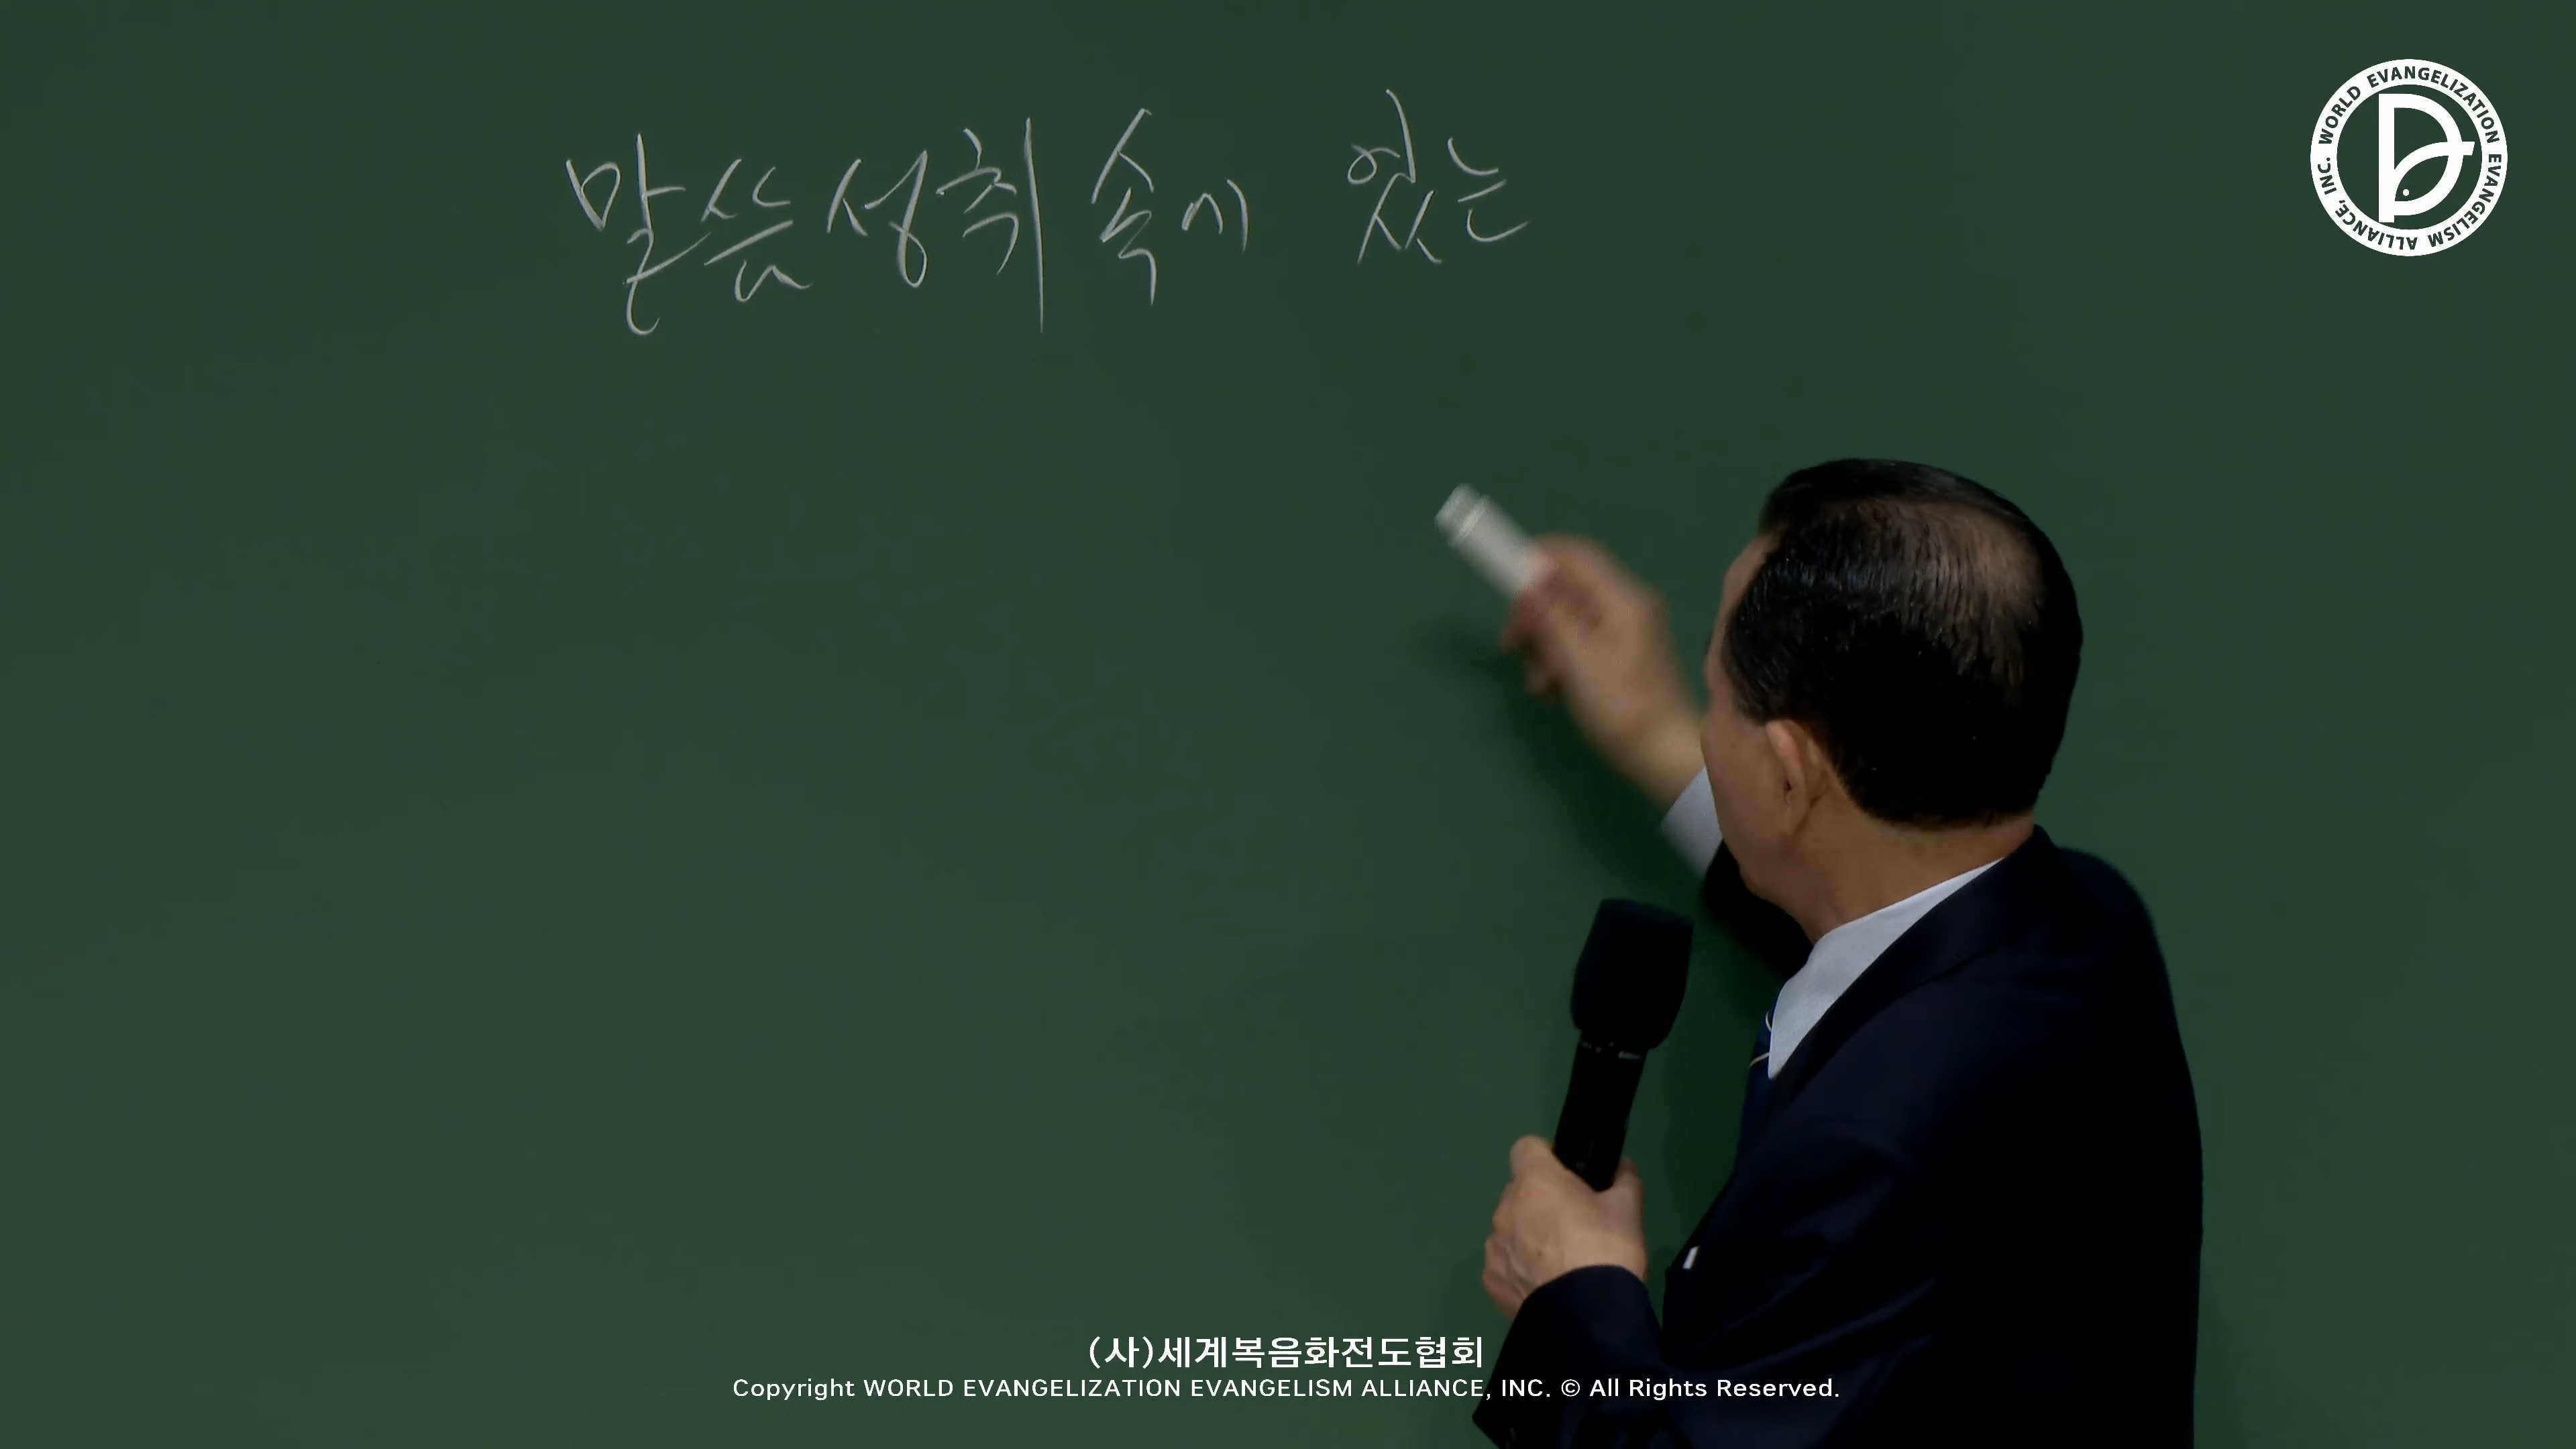 말씀성취 속에 있는
WORLD EVANGELIZATION EVANGELISM ALLIANCE, INC.
(사)세계복음화전도협회
Copyright WORLD EVANGELIZATION EVANGELISM ALLIANCE, INC. © All Rights Reserved.